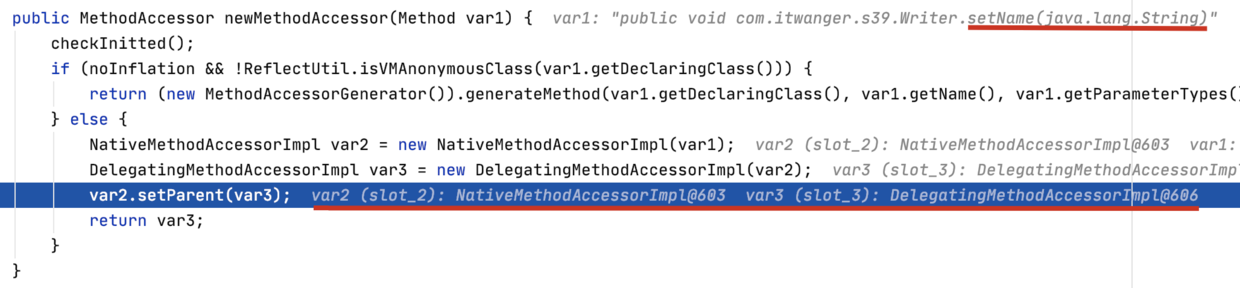 public MethodAccessor newMethodAccessor(Method var1) {  var1: "public void com.itwanger.s39.Writer.setName(java.lang.String)"
    checkInitted();
    if (noInflation && !ReflectUtil.isVMAnonymousClass(var1.getDeclaringClass())) {
        return (new MethodAccessorGenerator()).generateMethod(var1.getDeclaringClass(), var1.getName(), var1.getParameterTypes()
    } else {
        NativeMethodAccessorImpl var2 = new NativeMethodAccessorImpl(var1);  var2 (slot_2): NativeMethodAccessorImpl@603  var1:
        DelegatingMethodAccessorImpl var3 = new DelegatingMethodAccessorImpl(var2);  var3 (slot_3): DelegatingMethodAccessorImpl
        var2.setParent(var3);  var2 (slot_2): NativeMethodAccessorImpl@603  var3 (slot_3): DelegatingMethodAccessorImpl@606
        return var3;
    }
}